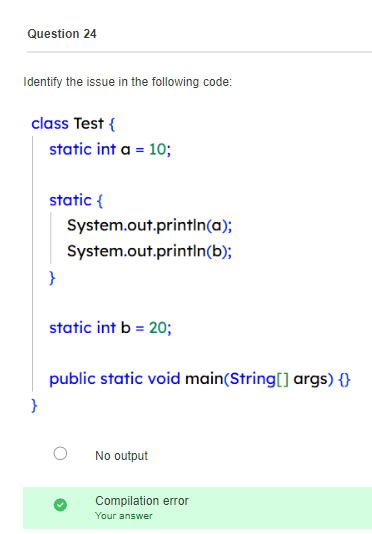 Question 24
Identify the issue in the following code:
class Test {
static int a = 10;
static {
System.out.println(a);
System.out.println(b);
}
static int b = 20;
public static void main(String[] args) {}
}
No output
Compilation error
Your answer